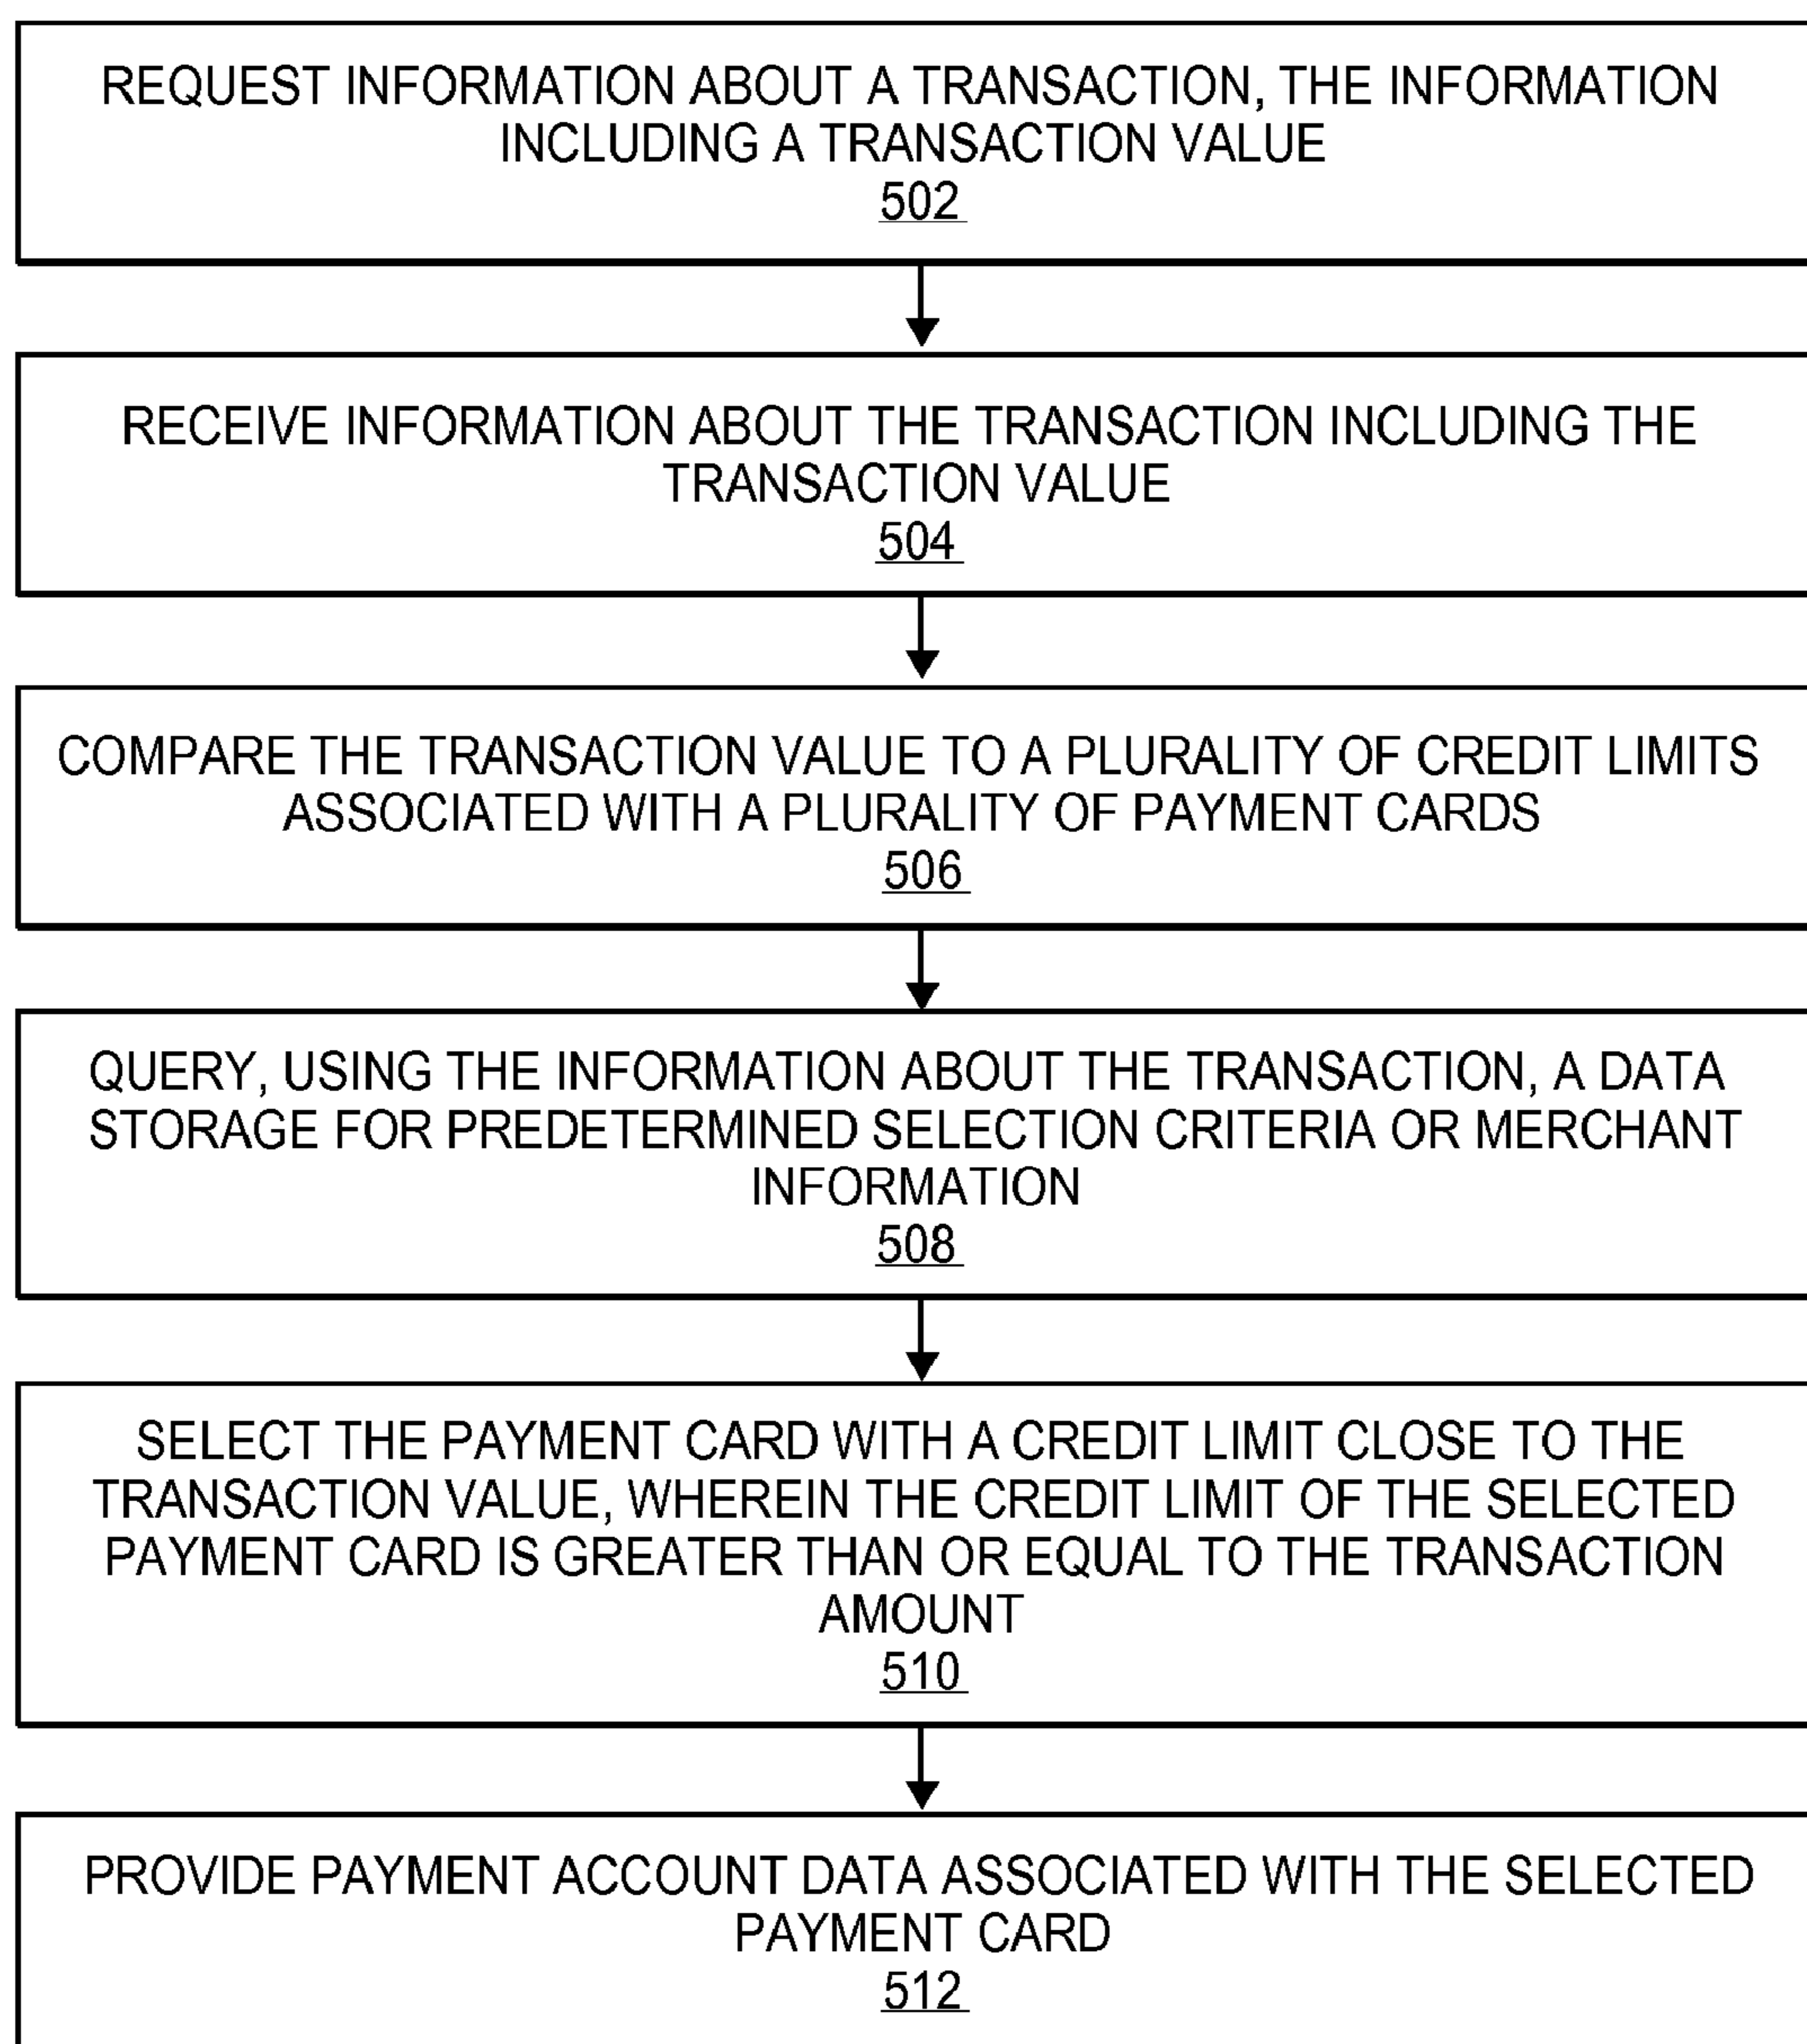 REQUEST INFORMATION ABOUT A TRANSACTION, THE INFORMATION
INCLUDING A TRANSACTION VALUE
502
RECEIVE INFORMATION ABOUT THE TRANSACTION INCLUDING THE
TRANSACTION VALUE
504
COMPARE THE TRANSACTION VALUE TO A PLURALITY OF CREDIT LIMITS
ASSOCIATED WITH A PLURALITY OF PAYMENT CARDS
506
QUERY, USING THE INFORMATION ABOUT THE TRANSACTION, A DATA
STORAGE FOR PREDETERMINED SELECTION CRITERIA OR MERCHANT
INFORMATION
508
SELECT THE PAYMENT CARD WITH A CREDIT LIMIT CLOSE TO THE
TRANSACTION VALUE, WHEREIN THE CREDIT LIMIT OF THE SELECTED
PAYMENT CARD IS GREATER THAN OR EQUAL TO THE TRANSACTION
AMOUNT
510
PROVIDE PAYMENT ACCOUNT DATA ASSOCIATED WITH THE SELECTED
PAYMENT CARD
512